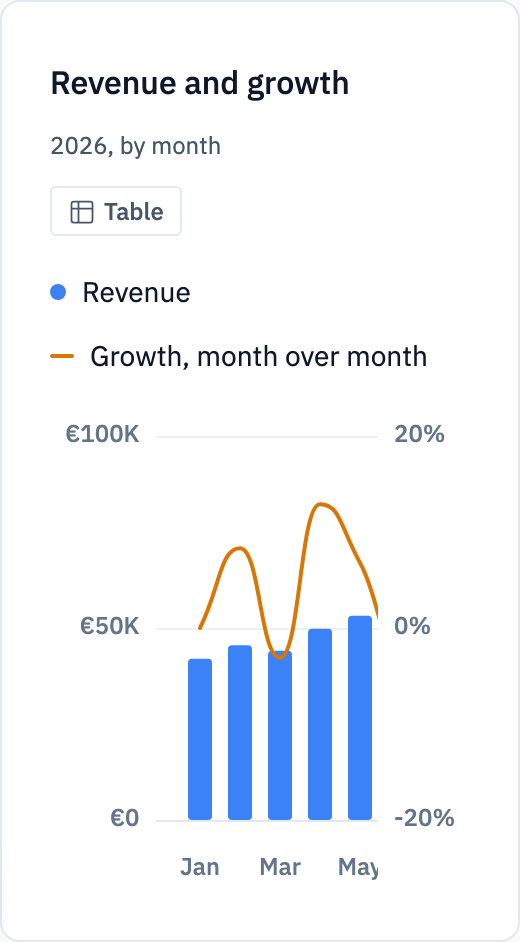 Revenue and growth
2026, by month
Table
Revenue
Growth, month over month
€100K 20%
€50K 0%
€0 -20%
Jan Mar May